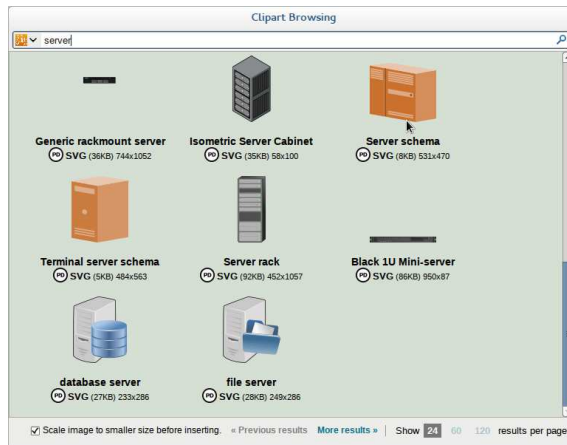 Clipart Browsing
server
Generic rackmount server
PD SVG (36KB) 744x1052
Isometric Server Cabinet
PD SVG (35KB) 58x100
Server schema
PD SVG (8KB) 531x470
Terminal server schema
PD SVG (5KB) 484x563
Server rack
PD SVG (92KB) 452x1057
Black 1U Mini-server
PD SVG (86KB) 950x87
database server
PD SVG (27KB) 233x286
file server
PD SVG (28KB) 249x286
Scale image to smaller size before inserting. « Previous results More results » Show 24 60 120 results per page